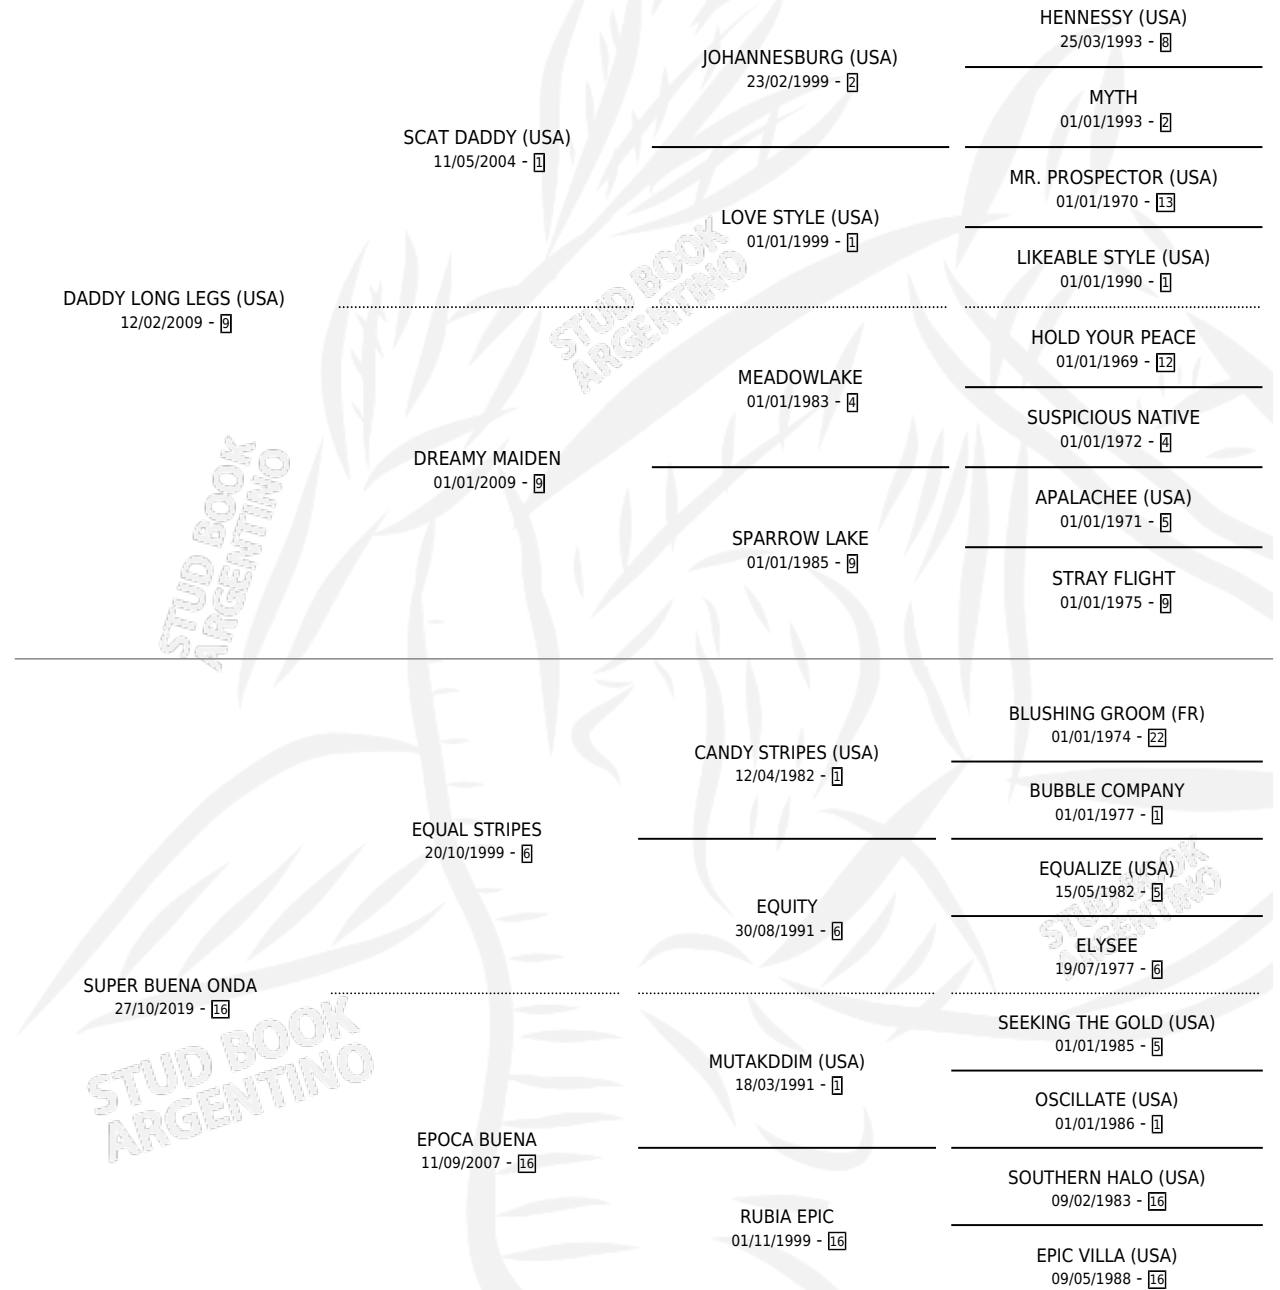 HENNESSY (USA)
25/03/1993 - 8
JOHANNESBURG (USA)
23/02/1999 - 2
MYTH
01/01/1993 - 2
SCAT DADDY (USA)
11/05/2004 - 1
MR. PROSPECTOR (USA)
01/01/1970 - 13
LOVE STYLE (USA)
01/01/1999 - 1
LIKEABLE STYLE (USA)
01/01/1990 - 1
DADDY LONG LEGS (USA)
12/02/2009 - 9
STUD BOOK
ARGENTINO
HOLD YOUR PEACE
01/01/1969 - 12
MEADOWLAKE
01/01/1983 - 4
SUSPICIOUS NATIVE
01/01/1972 - 4
DREAMY MAIDEN
01/01/2009 - 9
APALACHEE (USA)
01/01/1971 - 5
SPARROW LAKE
01/01/1985 - 9
STRAY FLIGHT
01/01/1975 - 9
STUD BOOK
ARGENTINO
BLUSHING GROOM (FR)
01/01/1974 - 22
CANDY STRIPES (USA)
12/04/1982 - 1
BUBBLE COMPANY
01/01/1977 - 1
EQUAL STRIPES
20/10/1999 - 6
EQUALIZE (USA)
15/05/1982 - 5
EQUITY
30/08/1991 - 6
ELYSEE
19/07/1977 - 6
STUD BOOK
ARGENTINO
SUPER BUENA ONDA
27/10/2019 - 16
SEEKING THE GOLD (USA)
01/01/1985 - 5
MUTAKDDIM (USA)
18/03/1991 - 1
OSCILLATE (USA)
01/01/1986 - 1
STUD BOOK
ARGENTINO
EPOCA BUENA
11/09/2007 - 16
SOUTHERN HALO (USA)
09/02/1983 - 16
RUBIA EPIC
01/11/1999 - 16
EPIC VILLA (USA)
09/05/1988 - 16